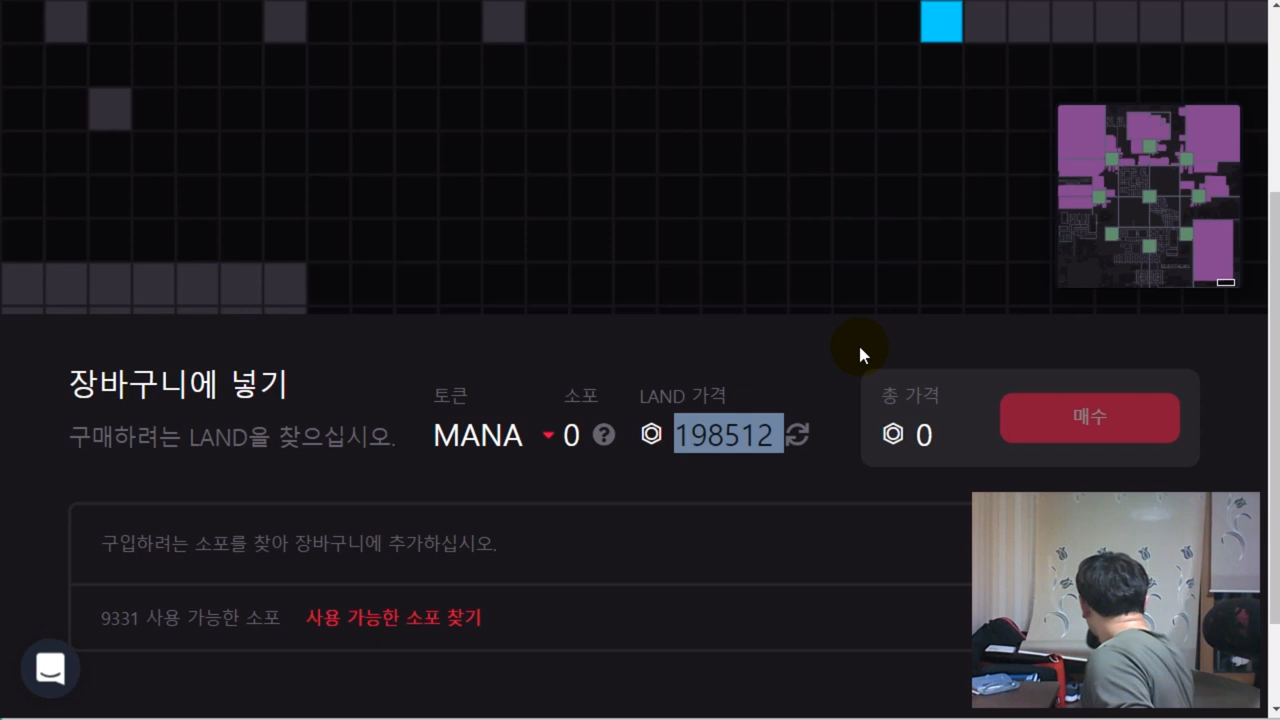 장바구니에 넣기
구매하려는 LAND을 찾으십시오.
토큰 소포 LAND 가격
MANA 0 ? 198512
총 가격
0
매수
구입하려는 소포를 찾아 장바구니에 추가하십시오.
9331 사용 가능한 소포 사용 가능한 소포 찾기